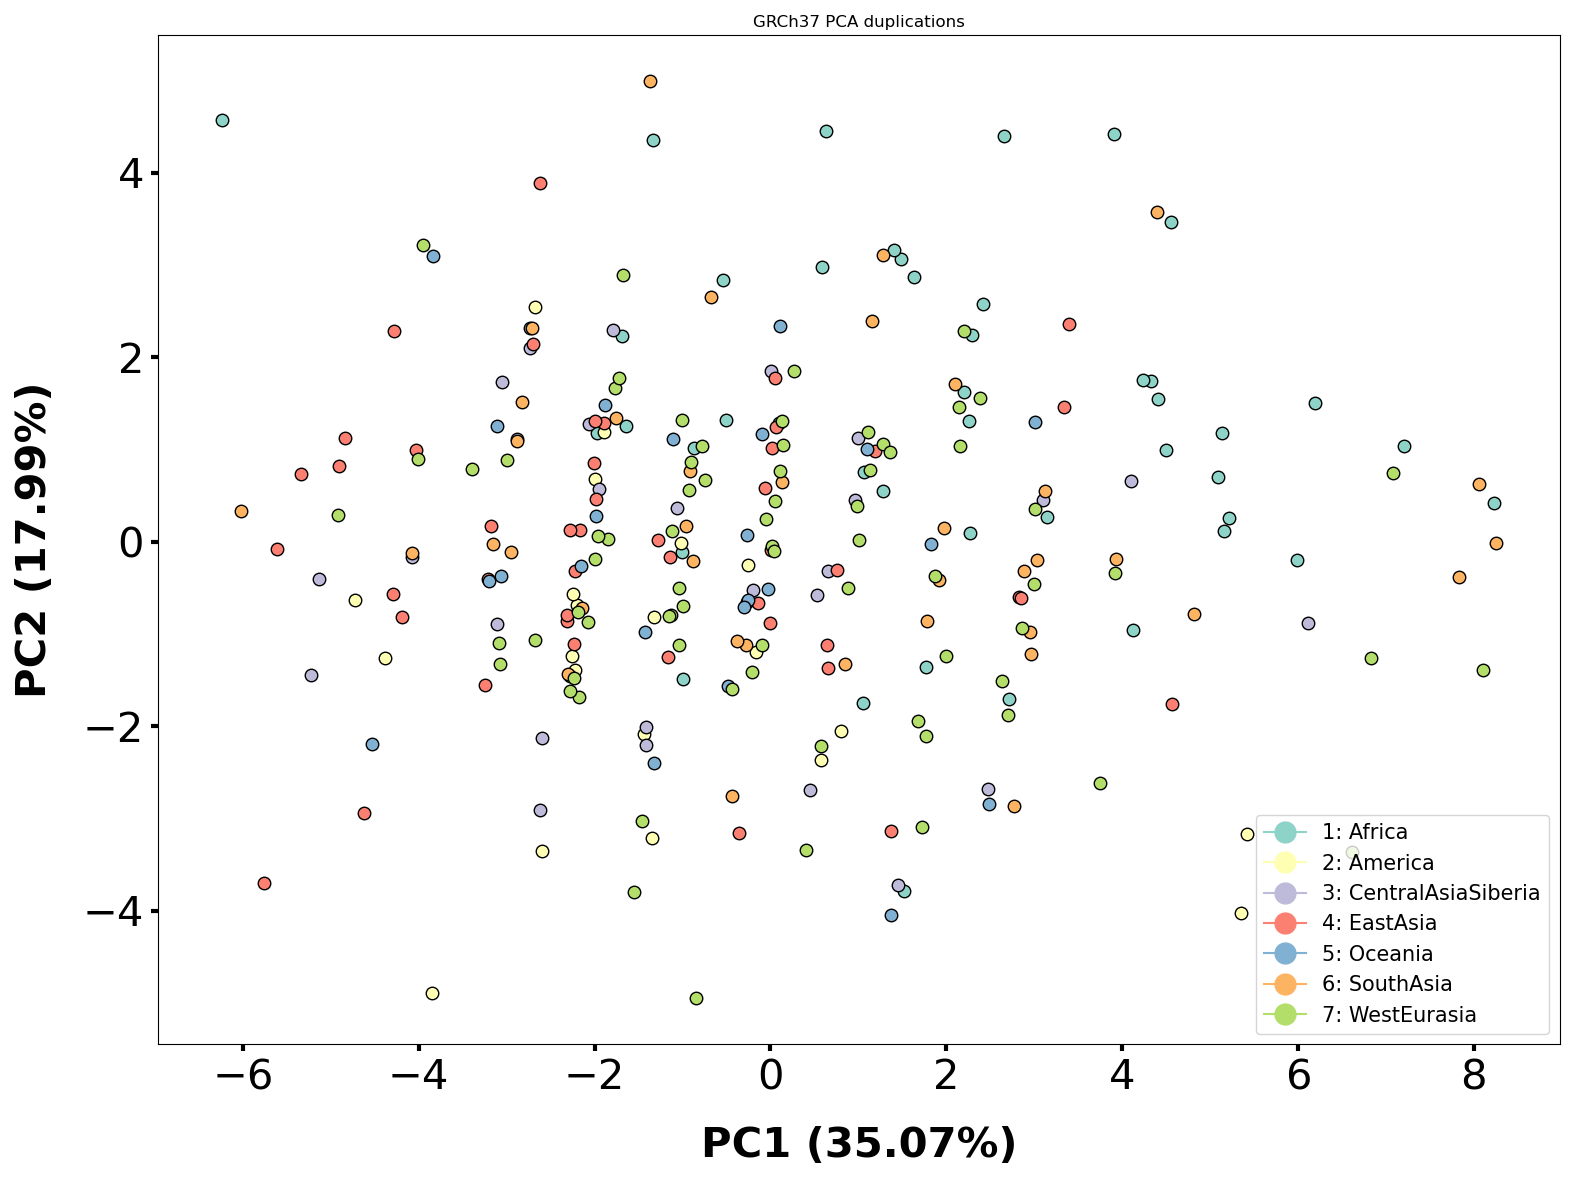 GRCh37 PCA duplications
4
2
0
−2
−4
PC2 (17.99%)
1: Africa
2: America
3: CentralAsiaSiberia
4: EastAsia
5: Oceania
6: SouthAsia
7: WestEurasia
−6 −4 −2 0 2 4 6 8
PC1 (35.07%)